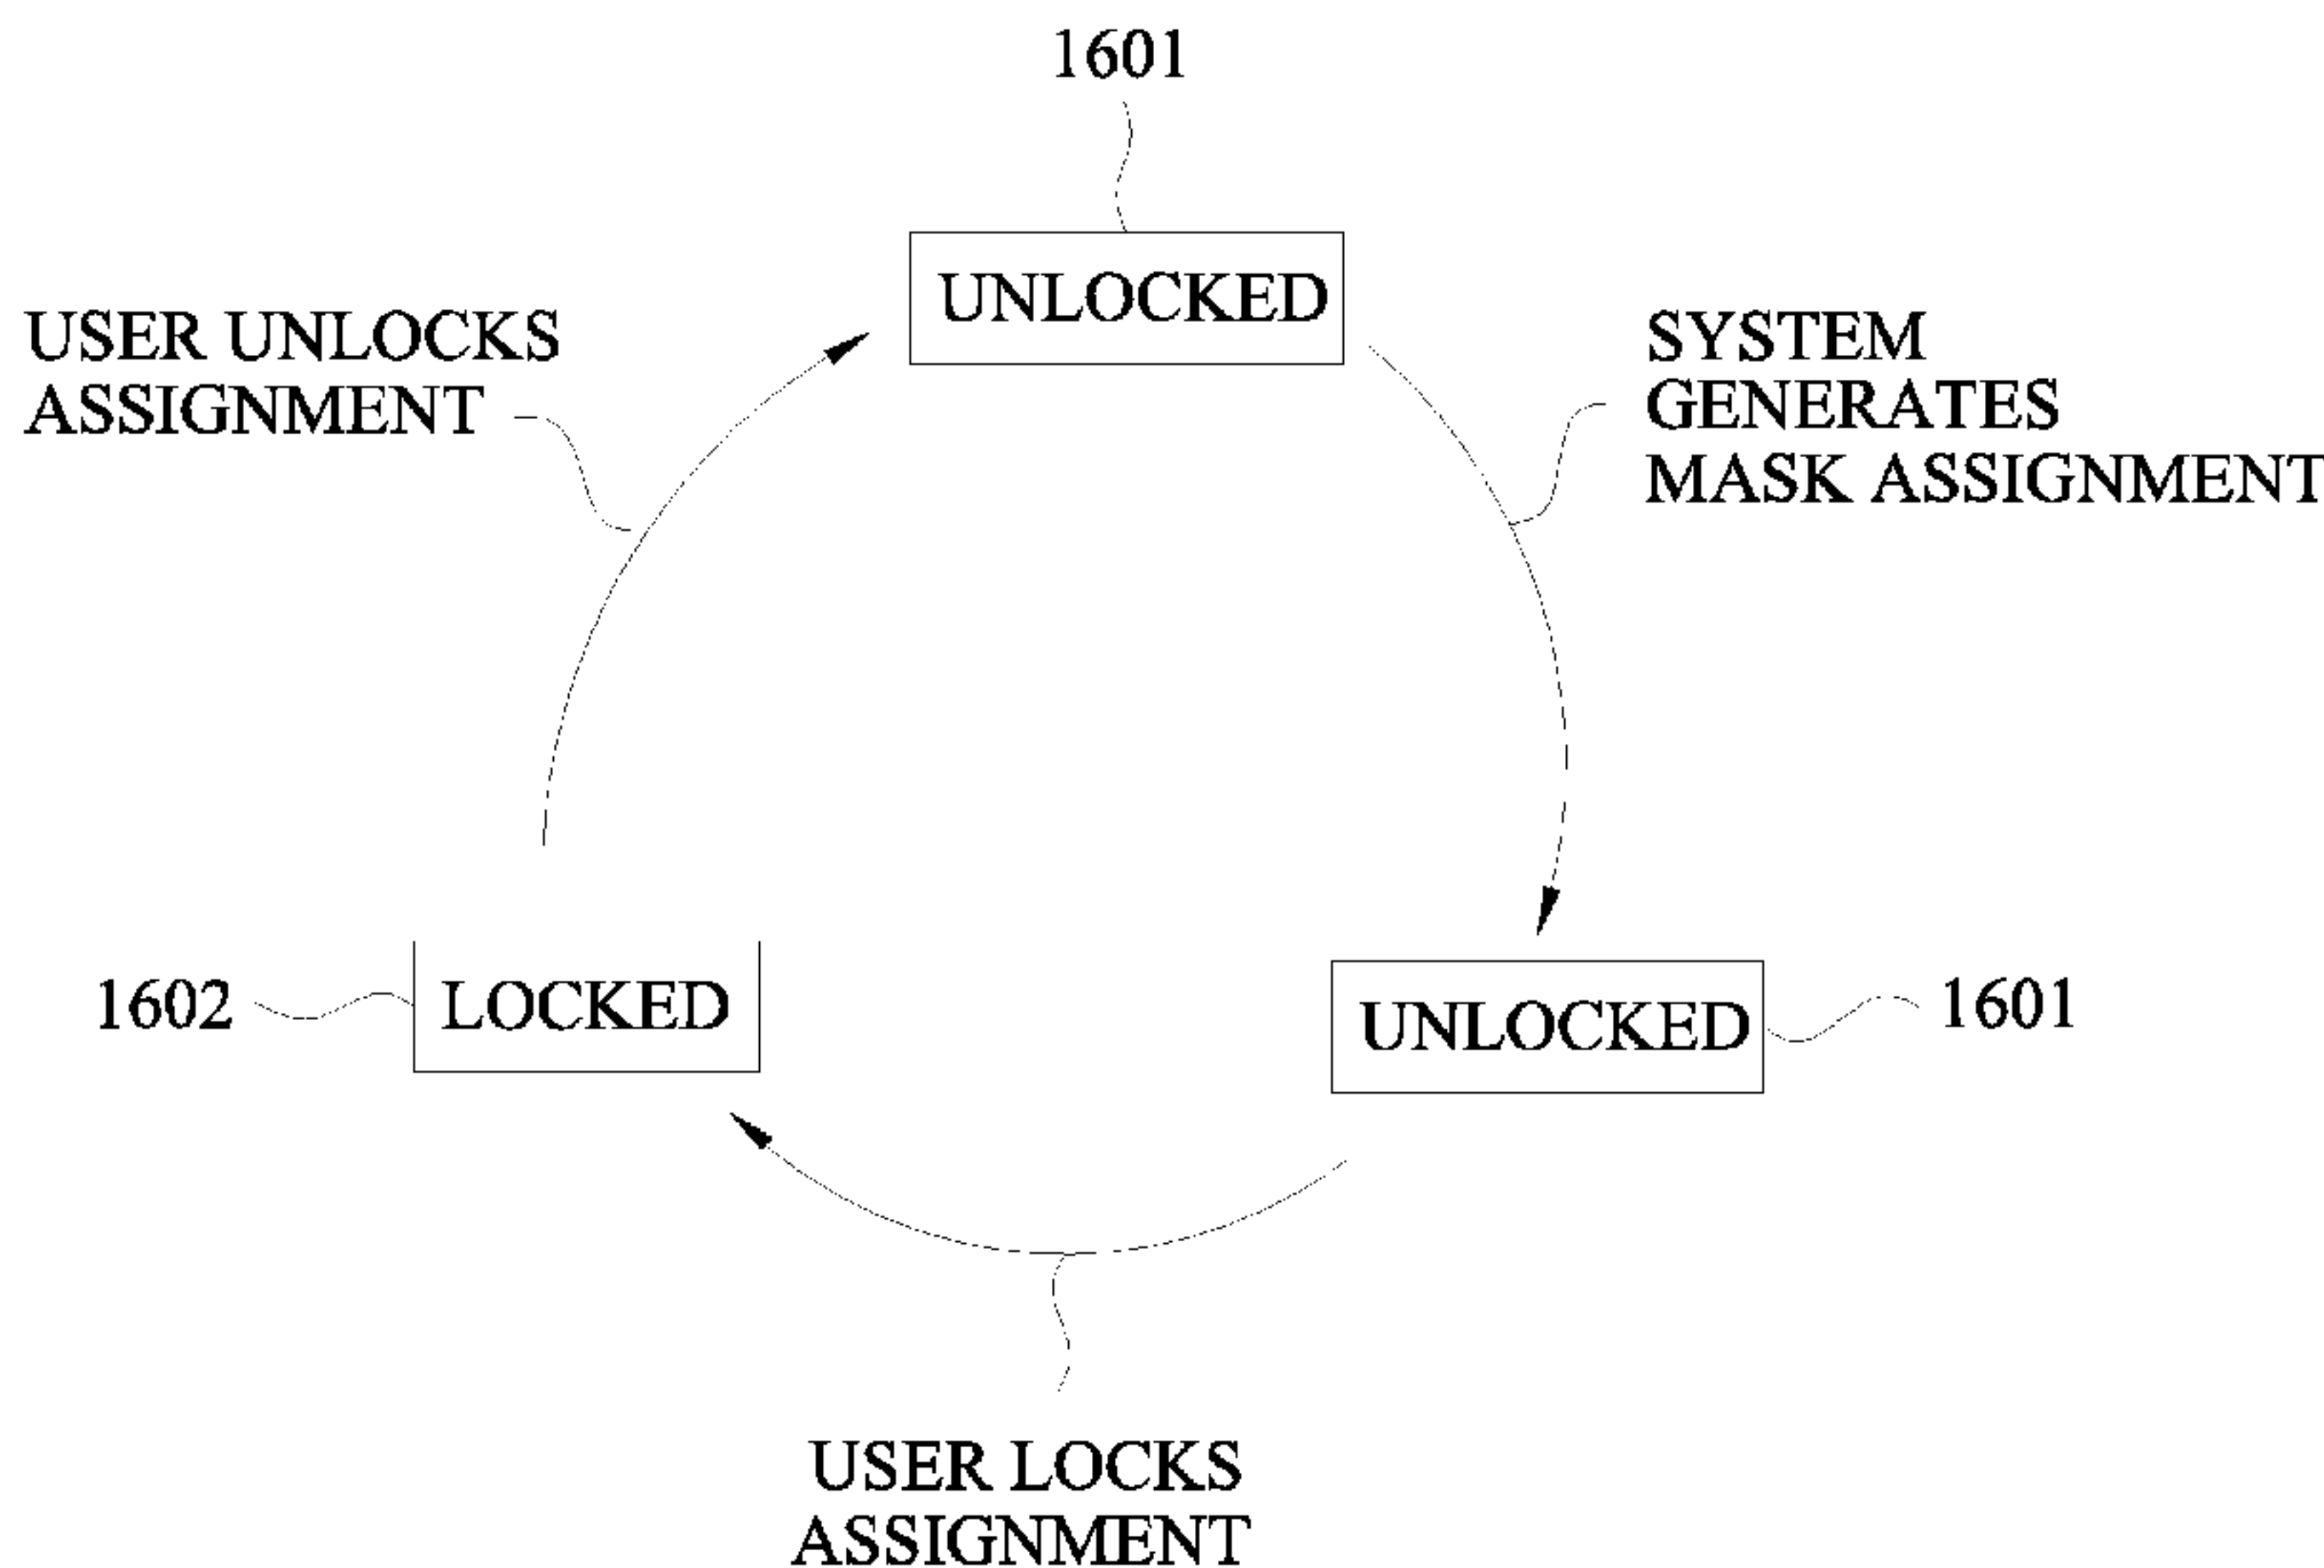 1601
UNLOCKED
USER UNLOCKS
ASSIGNMENT
SYSTEM
GENERATES
MASK ASSIGNMENT
1602
LOCKED
UNLOCKED
1601
USER LOCKS
ASSIGNMENT